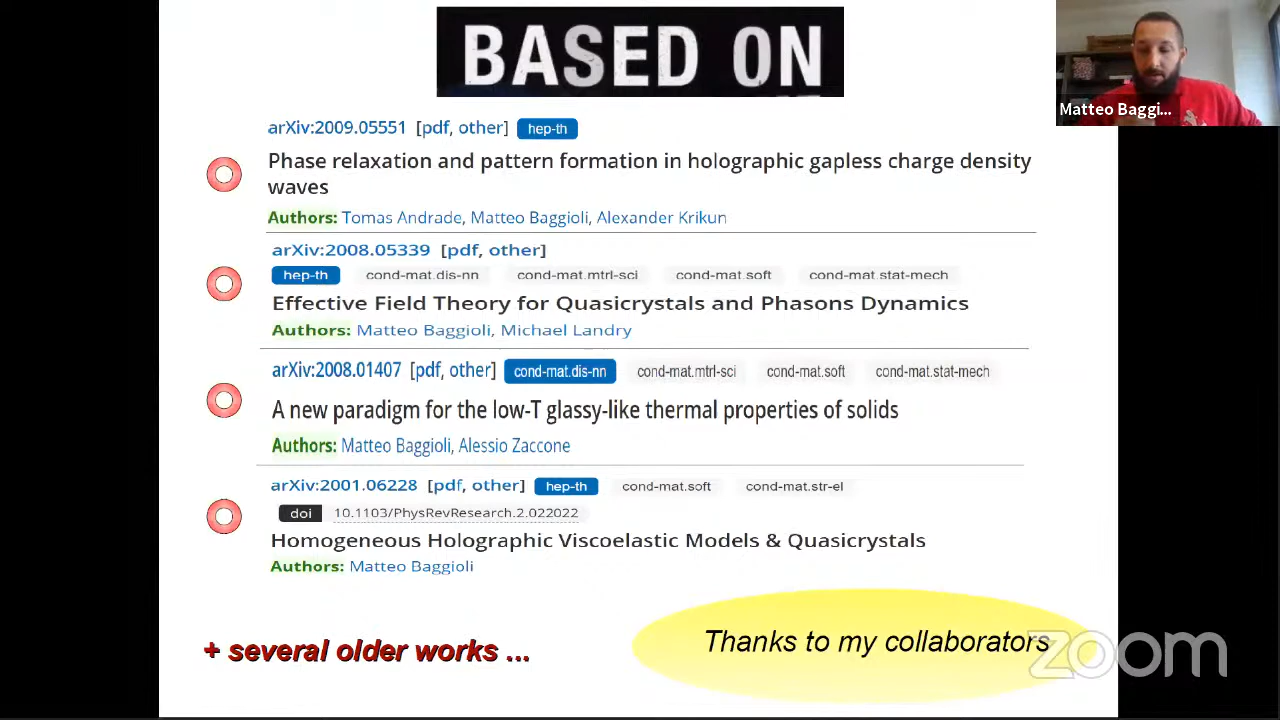 BASED ON
Matteo Baggi...
arXiv:2009.05551 [pdf, other] hep-th
Phase relaxation and pattern formation in holographic gapless charge density
waves
Authors: Tomas Andrade, Matteo Baggioli, Alexander Krikun
arXiv:2008.05339 [pdf, other]
hep-th cond-mat.dis-nn cond-mat.mtrl-sci cond-mat.soft cond-mat.stat-mech
Effective Field Theory for Quasicrystals and Phasons Dynamics
Authors: Matteo Baggioli, Michael Landry
arXiv:2008.01407 [pdf, other] cond-mat.dis-nn cond-mat.mtrl-sci cond-mat.soft cond-mat.stat-mech
A new paradigm for the low-T glassy-like thermal properties of solids
Authors: Matteo Baggioli, Alessio Zaccone
arXiv:2001.06228 [pdf, other] hep-th cond-mat.soft cond-mat.str-el
doi 10.1103/PhysRevResearch.2.022022
Homogeneous Holographic Viscoelastic Models & Quasicrystals
Authors: Matteo Baggioli
+ several older works ...
Thanks to my collaborators
zoom